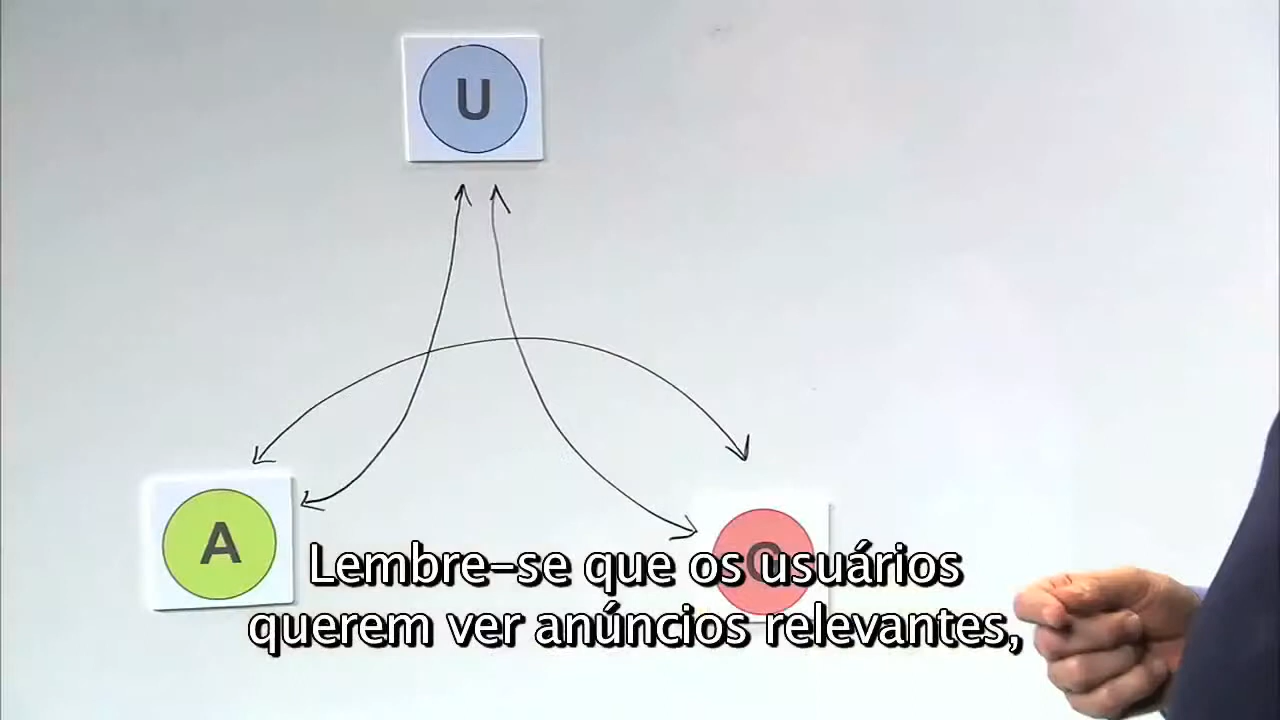 U
A
Lembre-se que os usuários
querem ver anúncios relevantes,